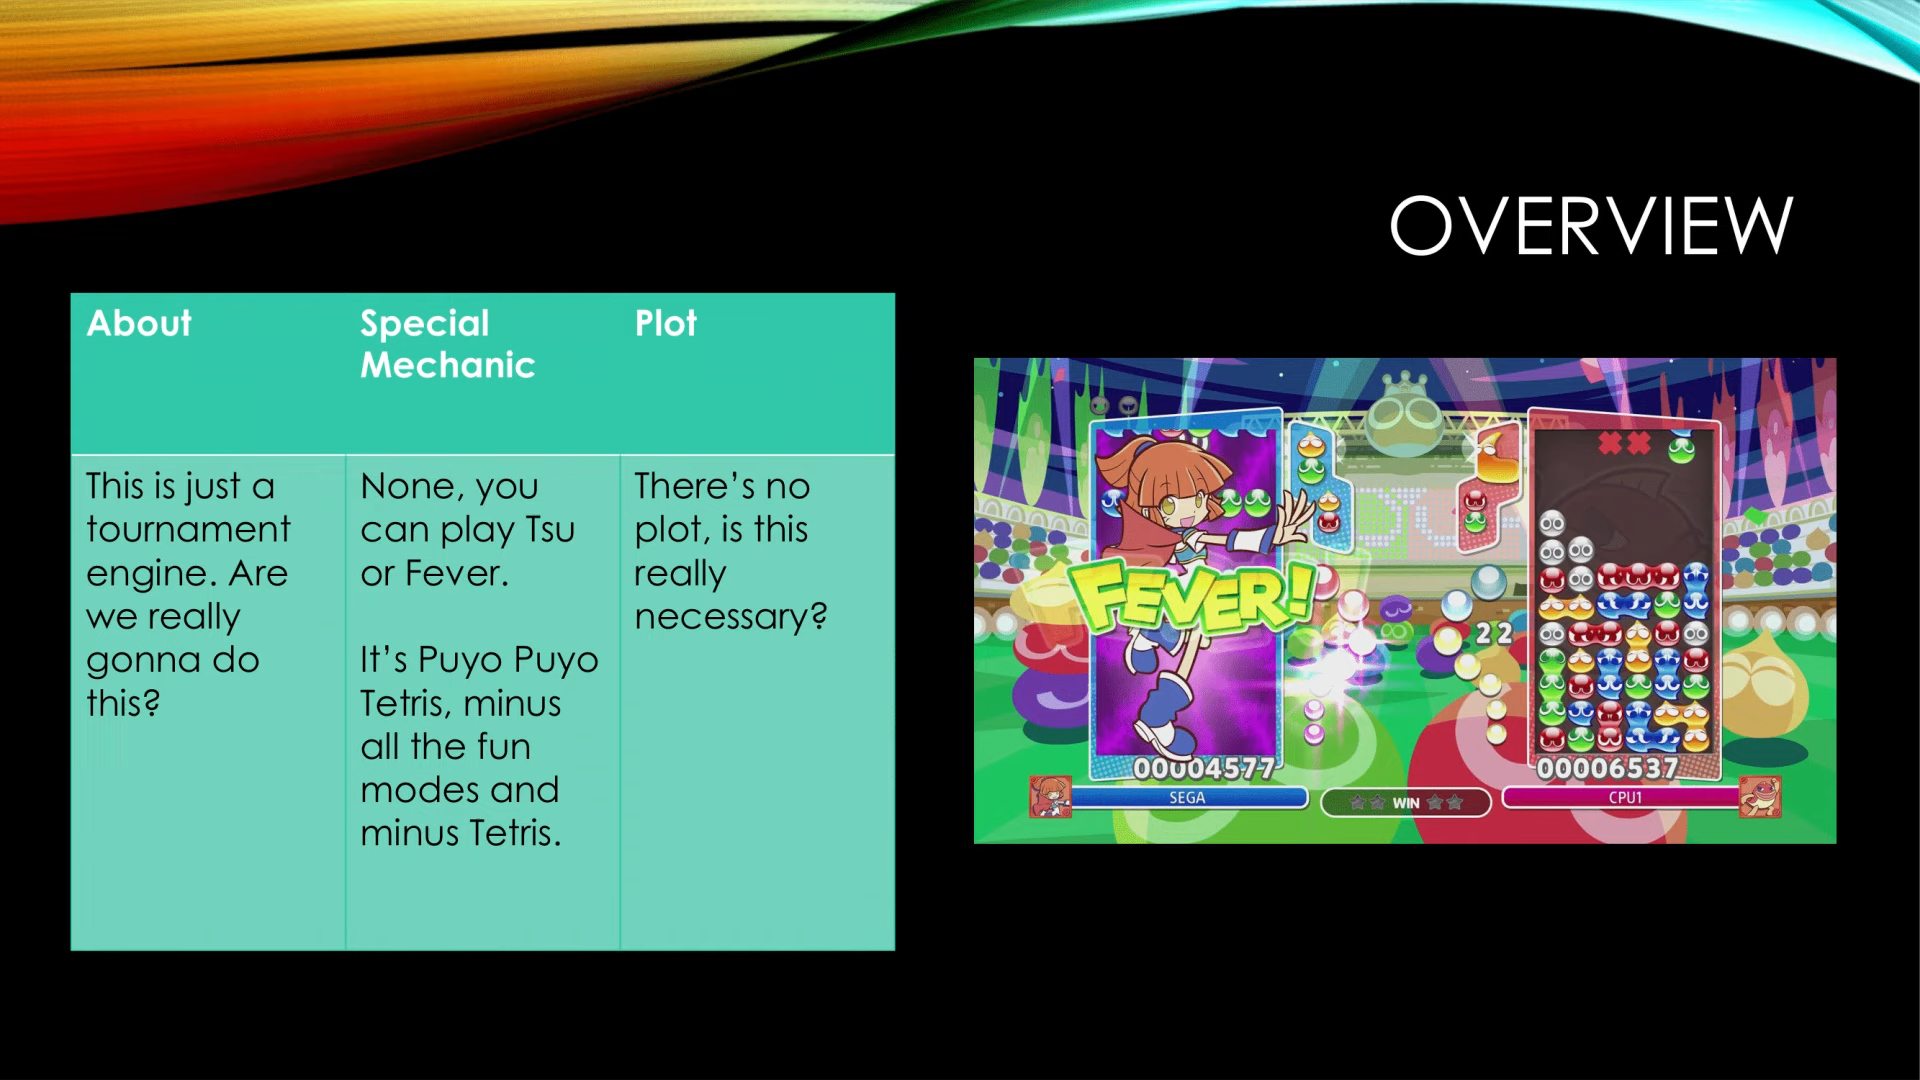 OVERVIEW
About
This is just a
tournament
engine. Are
we really
gonna do
this?
Special
Mechanic
None, you
can play Tsu
or Fever.
It’s Puyo Puyo
Tetris, minus
all the fun
modes and
minus Tetris.
Plot
There’s no
plot, is this
really
necessary?
FEVER!
22
00004577
00006537
SEGA
WIN
CPU1